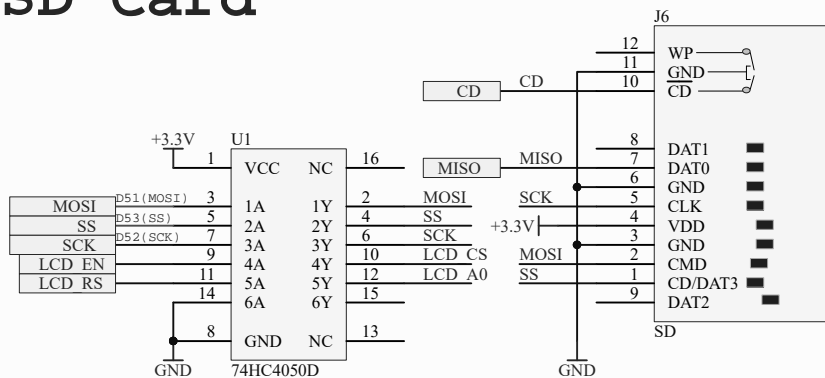 SD Card
J6
12 WP
11 GND
CD CD 10 CD
+3.3V U1
8 DAT1
1 VCC NC 16
MISO MISO 7 DAT0
6 GND
MOSI D51(MOSI) 3 1A 1Y 2 MOSI SCK 5 CLK
SS D53(SS) 5 2A 2Y 4 SS +3.3V 4 VDD
SCK D52(SCK) 7 3A 3Y 6 SCK 3 GND
LCD_EN 9 4A 4Y 10 LCD_CS MOSI 2 CMD
LCD_RS 11 5A 5Y 12 LCD_A0 SS 1 CD/DAT3
14 6A 6Y 15 9 DAT2
SD
8 GND NC 13
GND 74HC4050D GND